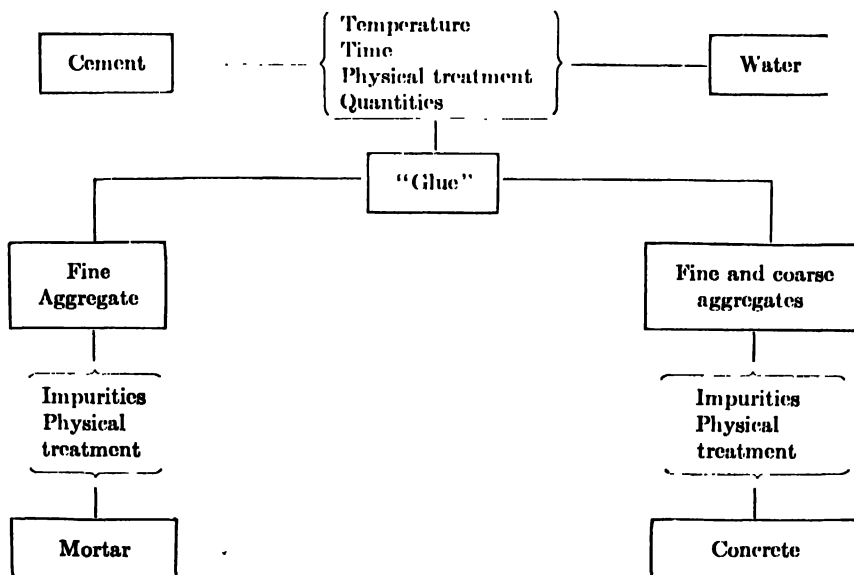 Cement
Temperature
Time
Physical treatment
Quantities
Water
"Glue"
Fine
Aggregate
Fine and coarse
aggregates
Impurities
Physical
treatment
Impurities
Physical
treatment
Mortar
Concrete